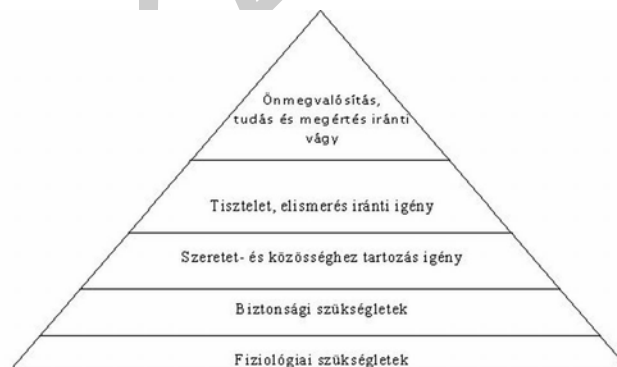 Önmegvalósítás,
tudás és megértés iránti
vágy
Tisztelet, elismerés iránti igény
Szeretet- és közösséghez tartozás igény
Biztonsági szükségletek
Fiziológiai szükségletek